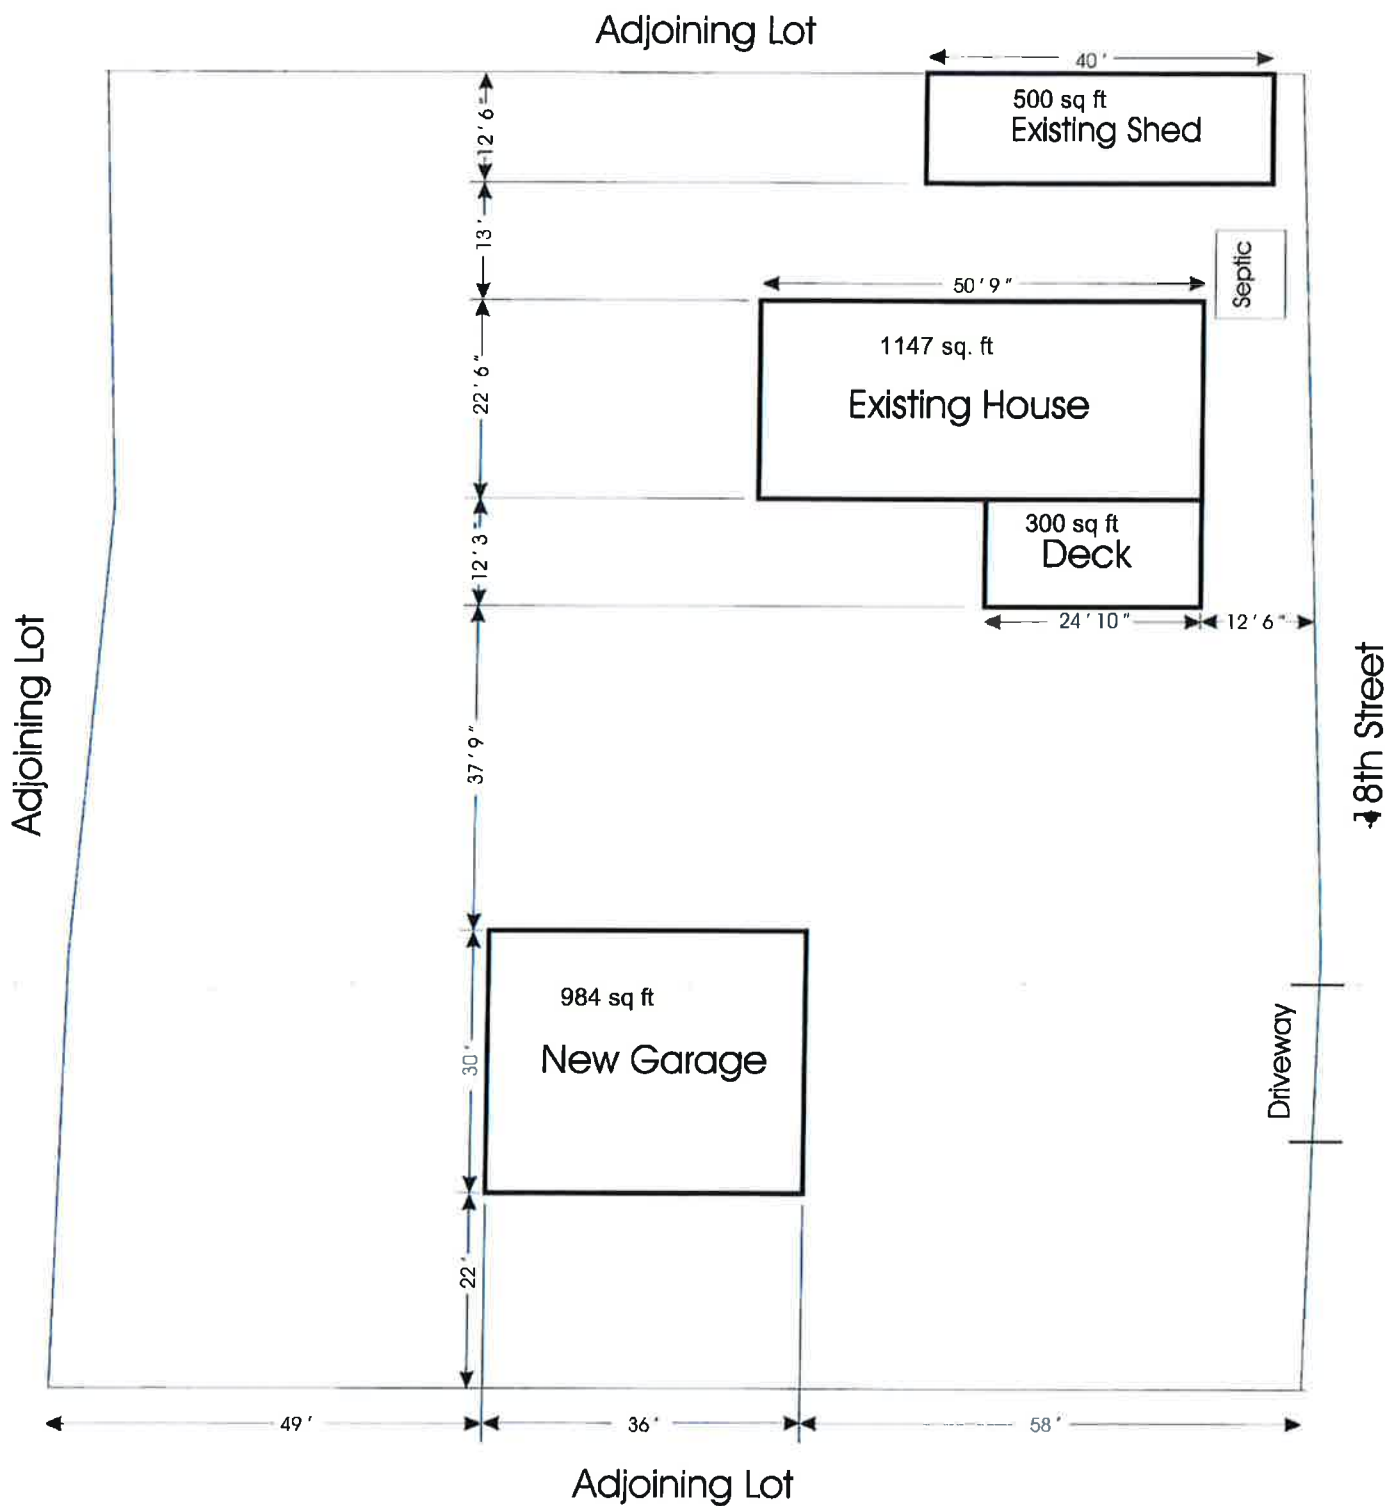 Adjoining Lot
40'
500 sq ft
Existing Shed
12'6"
13'
Septic
50'9"
1147 sq. ft
Existing House
22'6"
300 sq ft
Deck
12'3"
24'10"
12'6"
Adjoining Lot
18th Street
37'9"
984 sq ft
New Garage
30'
Driveway
22'
49'
36'
58'
Adjoining Lot